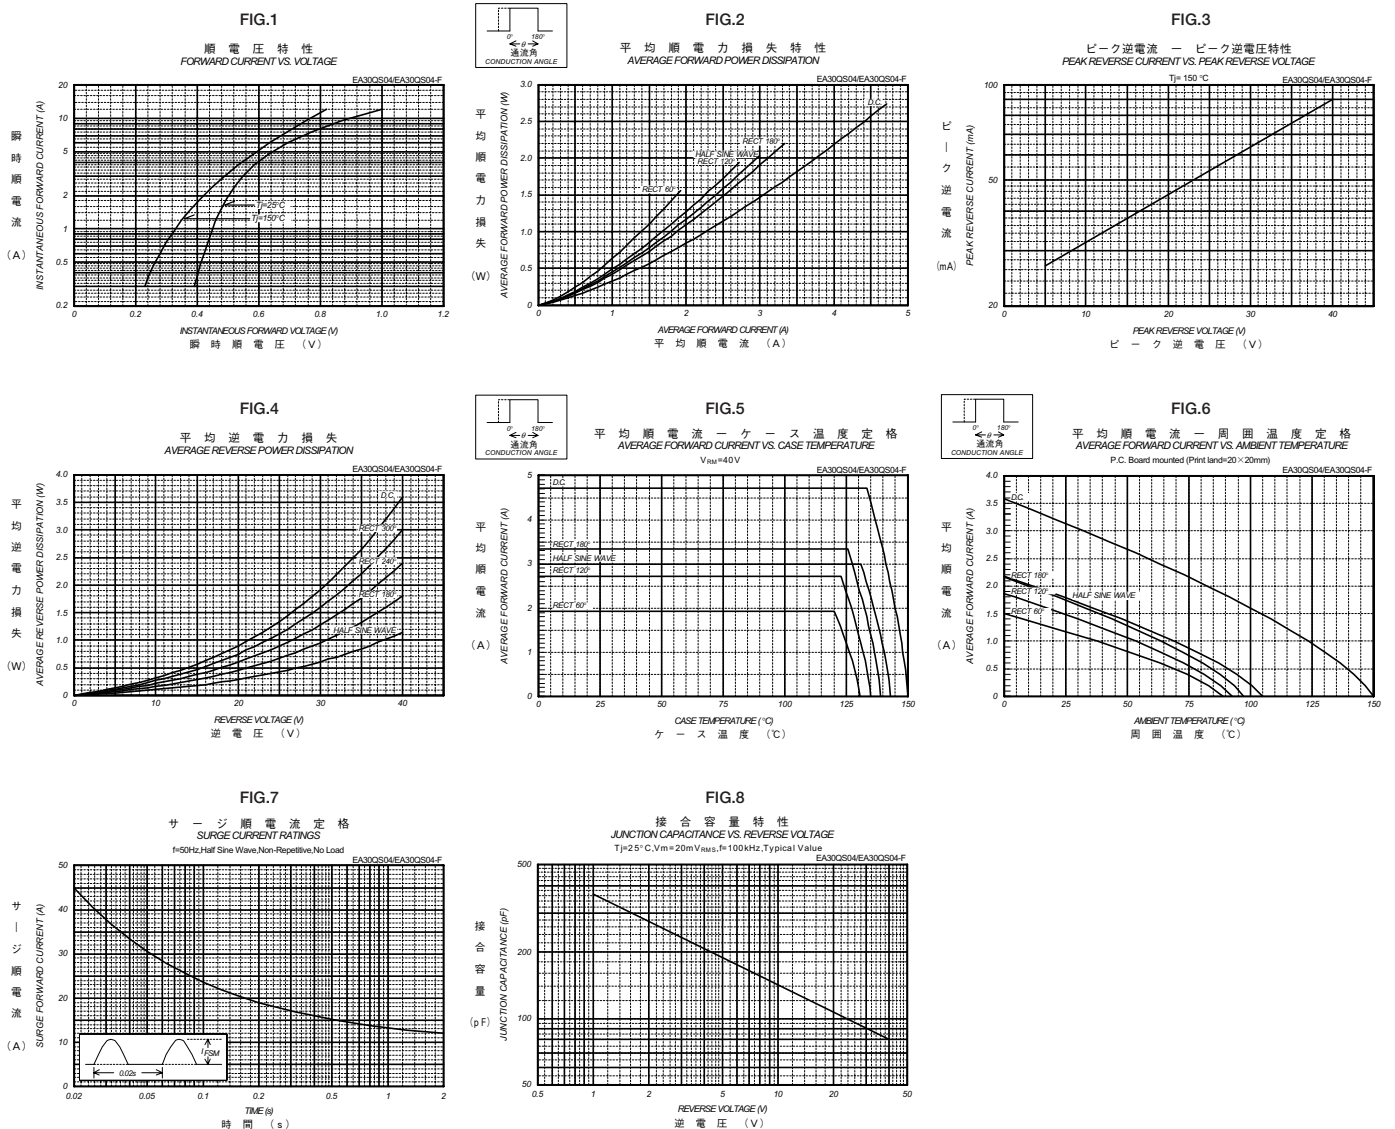 FIG.1
順電圧特性
FORWARD CURRENT VS. VOLTAGE
EA30QS04/EA30QS04-F
瞬時順電流 (A)
INSTANTANEOUS FORWARD CURRENT (A)
20
10
5
2
1
0.5
0.2
Tj=25°C
Tj=150°C
0 0.2 0.4 0.6 0.8 1.0 1.2
INSTANTANEOUS FORWARD VOLTAGE (V)
瞬時順電圧 (V)
0° 180°
θ
通流角
CONDUCTION ANGLE
FIG.2
平均順電力損失特性
AVERAGE FORWARD POWER DISSIPATION
EA30QS04/EA30QS04-F
平均順電力損失 (W)
AVERAGE FORWARD POWER DISSIPATION (W)
3.0
2.5
2.0
1.5
1.0
0.5
0
D.C.
RECT 180°
HALF SINE WAVE
RECT 120°
RECT 60°
0 1 2 3 4 5
AVERAGE FORWARD CURRENT (A)
平均順電流 (A)
FIG.3
ピーク逆電流 ー ピーク逆電圧特性
PEAK REVERSE CURRENT VS. PEAK REVERSE VOLTAGE
Tj= 150 °C
EA30QS04/EA30QS04-F
ピーク逆電流 (mA)
PEAK REVERSE CURRENT (mA)
100
50
20
0 10 20 30 40
PEAK REVERSE VOLTAGE (V)
ピーク逆電圧 (V)
FIG.4
平均逆電力損失
AVERAGE REVERSE POWER DISSIPATION
EA30QS04/EA30QS04-F
平均逆電力損失 (W)
AVERAGE REVERSE POWER DISSIPATION (W)
4.0
3.5
3.0
2.5
2.0
1.5
1.0
0.5
0
D.C.
RECT 300°
RECT 240°
RECT 180°
HALF SINE WAVE
0 10 20 30 40
REVERSE VOLTAGE (V)
逆電圧 (V)
0° 180°
θ
通流角
CONDUCTION ANGLE
FIG.5
平均順電流ーケース温度定格
AVERAGE FORWARD CURRENT VS. CASE TEMPERATURE
VRM=40V
EA30QS04/EA30QS04-F
平均順電流 (A)
AVERAGE FORWARD CURRENT (A)
5
4
3
2
1
0
D.C.
RECT 180°
HALF SINE WAVE
RECT 120°
RECT 60°
0 25 50 75 100 125 150
CASE TEMPERATURE (°C)
ケース温度 (℃)
0° 180°
θ
通流角
CONDUCTION ANGLE
FIG.6
平均順電流ー周囲温度定格
AVERAGE FORWARD CURRENT VS. AMBIENT TEMPERATURE
P.C. Board mounted (Print land=20×20mm)
EA30QS04/EA30QS04-F
平均順電流 (A)
AVERAGE FORWARD CURRENT (A)
4.0
3.5
3.0
2.5
2.0
1.5
1.0
0.5
0
D.C.
RECT 180°
RECT 120°
HALF SINE WAVE
RECT 60°
0 25 50 75 100 125 150
AMBIENT TEMPERATURE (°C)
周囲温度 (℃)
FIG.7
サージ順電流定格
SURGE CURRENT RATINGS
f=50Hz,Half Sine Wave,Non-Repetitive,No Load
EA30QS04/EA30QS04-F
サージ順電流 (A)
SURGE FORWARD CURRENT (A)
50
40
30
20
10
0
IFSM
0.02s
0.02 0.05 0.1 0.2 0.5 1 2
TIME (s)
時間 (s)
FIG.8
接合容量特性
JUNCTION CAPACITANCE VS. REVERSE VOLTAGE
Tj=25°C,Vm=20mVRMS,f=100kHz,Typical Value
EA30QS04/EA30QS04-F
接合容量 (pF)
JUNCTION CAPACITANCE (pF)
500
200
100
50
0.5 1 2 5 10 20 50
REVERSE VOLTAGE (V)
逆電圧 (V)